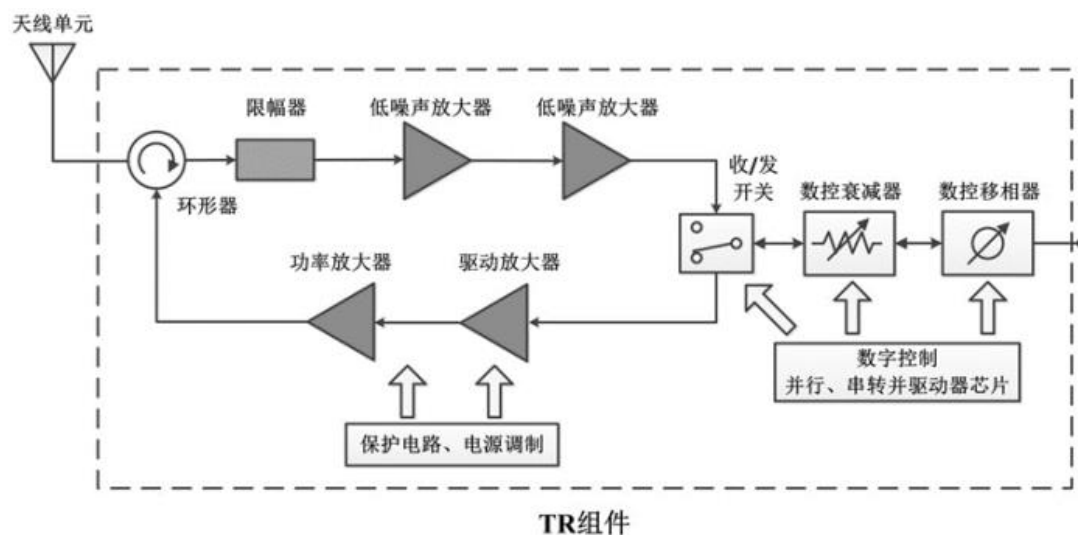 天线单元
限幅器
低噪声放大器
低噪声放大器
收/发
开关
数控衰减器
数控移相器
环形器
功率放大器
驱动放大器
数字控制
并行、串转并驱动器芯片
保护电路、电源调制
TR组件